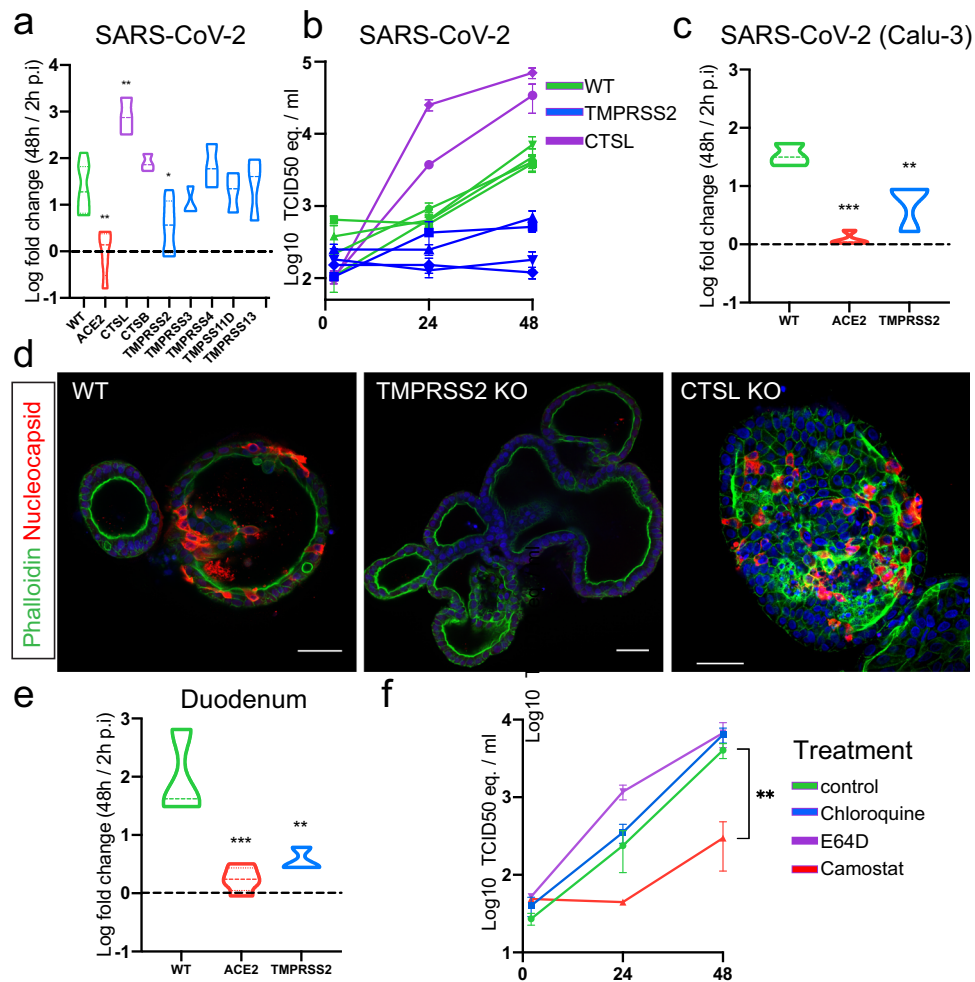 a
SARS-CoV-2
Log fold change (48h / 2h p.i)
4
3
2
1
0
-1
**
**
*
WT
ACE2
CTSL
CTSB
TMPRSS2
TMPRSS3
TMPRSS4
TMPSS11D
TMPRSS13
b
SARS-CoV-2
Log10 TCID50 eq. / ml
5
4
3
2
0
24
48
WT
TMPRSS2
CTSL
c
SARS-CoV-2 (Calu-3)
Log fold change (48h / 2h p.i)
3
2
1
0
-1
***
**
WT
ACE2
TMPRSS2
d
Phalloidin Nucleocapsid
WT
TMPRSS2 KO
CTSL KO
e
Duodenum
Log fold change (48h / 2h p.i)
3
2
1
0
-1
***
**
WT
ACE2
TMPRSS2
f
Log10
Log10 TCID50 eq. / ml
4
3
2
1
0
24
48
**
Treatment
control
Chloroquine
E64D
Camostat